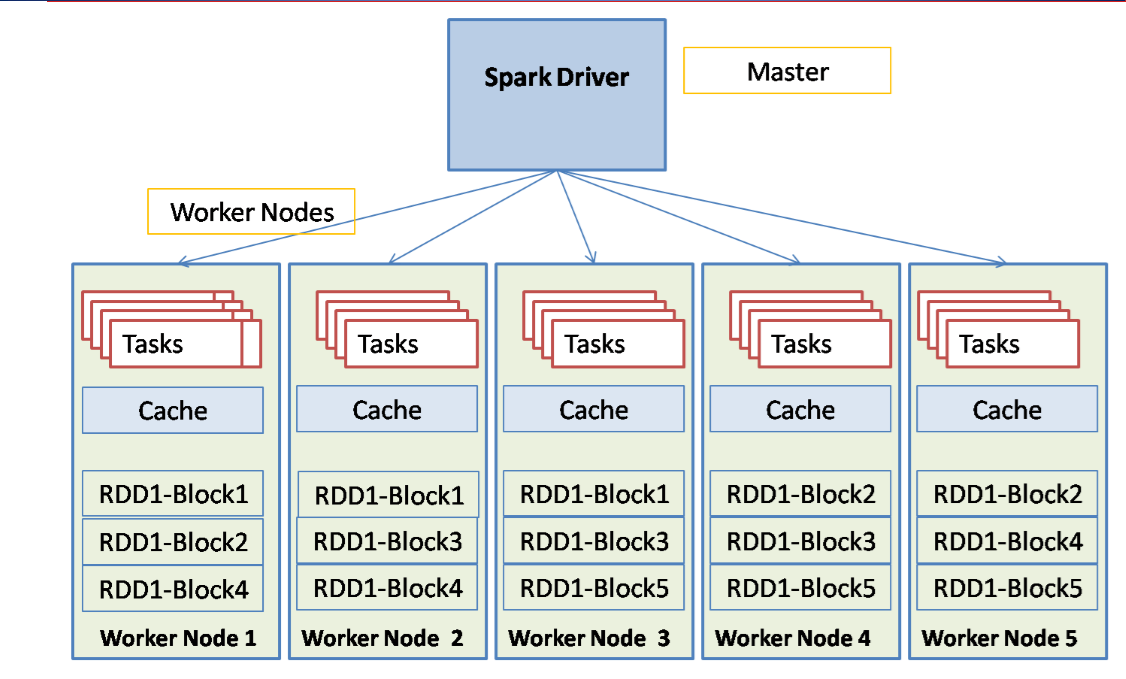 Spark Driver
Master
Worker Nodes
Tasks
Cache
RDD1-Block1
RDD1-Block2
RDD1-Block4
Worker Node 1
Tasks
Cache
RDD1-Block1
RDD1-Block3
RDD1-Block4
Worker Node 2
Tasks
Cache
RDD1-Block1
RDD1-Block3
RDD1-Block5
Worker Node 3
Tasks
Cache
RDD1-Block2
RDD1-Block3
RDD1-Block5
Worker Node 4
Tasks
Cache
RDD1-Block2
RDD1-Block4
RDD1-Block5
Worker Node 5